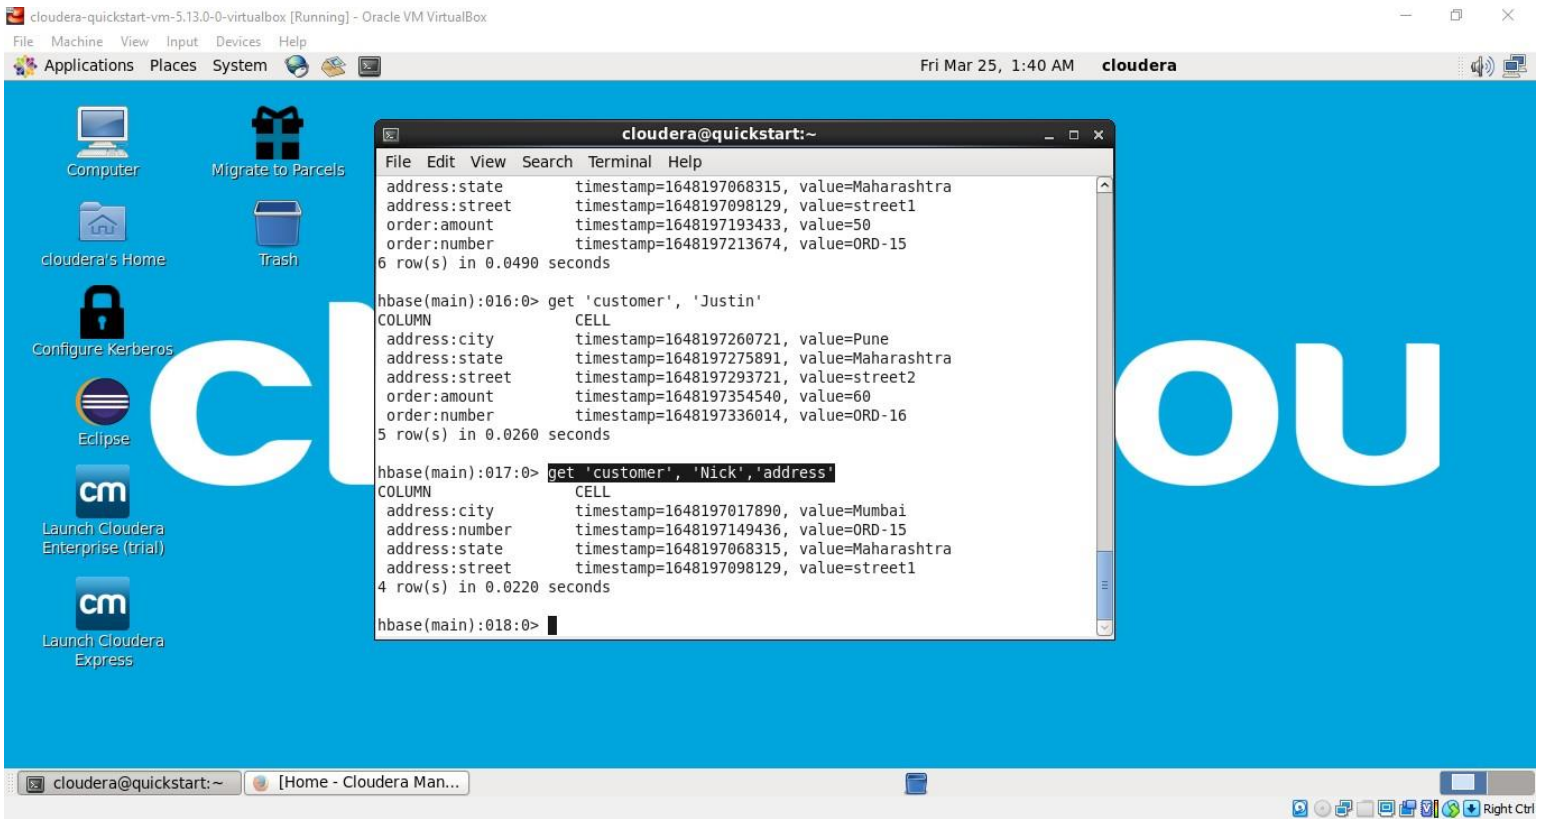 cloudera-quickstart-vm-5.13.0-0-virtualbox [Running] - Oracle VM VirtualBox
File Machine View Input Devices Help
Applications Places System Fri Mar 25, 1:40 AM cloudera
Computer
Migrate to Parcels
cloudera's Home
Trash
Configure Kerberos
Eclipse
cm
Launch Cloudera
Enterprise (trial)
cm
Launch Cloudera
Express
cloudera@quickstart:~
File Edit View Search Terminal Help
address:state timestamp=1648197068315, value=Maharashtra
address:street timestamp=1648197098129, value=street1
order:amount timestamp=1648197193433, value=50
order:number timestamp=1648197213674, value=ORD-15
6 row(s) in 0.0490 seconds
hbase(main):016:0> get 'customer', 'Justin'
COLUMN CELL
address:city timestamp=1648197260721, value=Pune
address:state timestamp=1648197275891, value=Maharashtra
address:street timestamp=1648197293721, value=street2
order:amount timestamp=1648197354540, value=60
order:number timestamp=1648197336014, value=ORD-16
5 row(s) in 0.0260 seconds
hbase(main):017:0> get 'customer', 'Nick','address'
COLUMN CELL
address:city timestamp=1648197017890, value=Mumbai
address:number timestamp=1648197149436, value=ORD-15
address:state timestamp=1648197068315, value=Maharashtra
address:street timestamp=1648197098129, value=street1
4 row(s) in 0.0220 seconds
hbase(main):018:0>
cl ou
cloudera@quickstart:~ [Home - Cloudera Man...
Right Ctrl